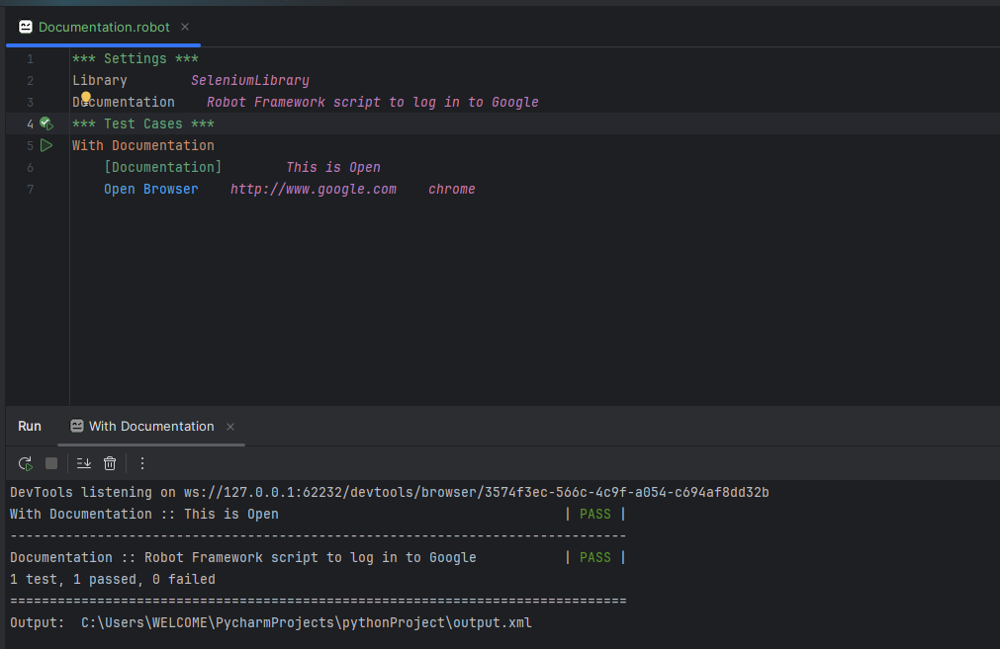 Documentation.robot
1 *** Settings ***
2 Library SeleniumLibrary
3 Documentation Robot Framework script to log in to Google
4 *** Test Cases ***
5 With Documentation
6 [Documentation] This is Open
7 Open Browser http://www.google.com chrome
Run With Documentation
DevTools listening on ws://127.0.0.1:62232/devtools/browser/3574f3ec-566c-4c9f-a054-c694af8dd32b
With Documentation :: This is Open | PASS |
------------------------------------------------------------------------------
Documentation :: Robot Framework script to log in to Google | PASS |
1 test, 1 passed, 0 failed
==============================================================================
Output: C:\Users\WELCOME\PycharmProjects\pythonProject\output.xml